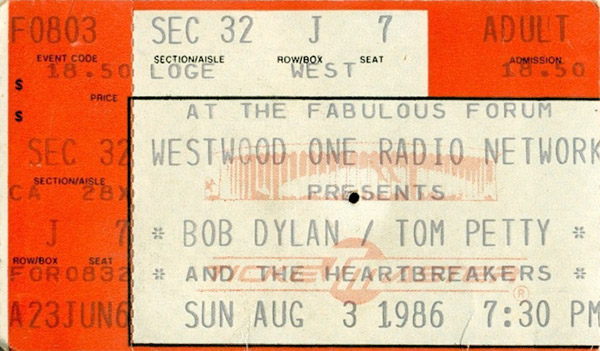 F0803 SEC 32 J 7 ADULT
EVENT CODE SECTION/AISLE ROW/BOX SEAT ADMISSION
18.50 LOGE WEST 18.50
$
PRICE
$
AT THE FABULOUS FORUM
SEC 32 WESTWOOD ONE RADIO NETWORK
SECTION/AISLE
CA 28X PRESENTS
J 7 * BOB DYLAN / TOM PETTY *
ROW/BOX SEAT
FOR0832 * AND THE HEARTBREAKERS *
TICKETMASTER ®
A23JUN6 SUN AUG 3 1986 7:30 PM